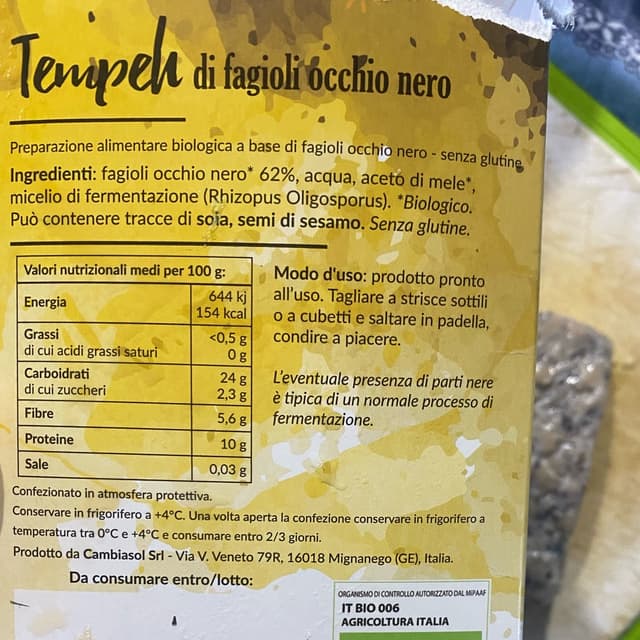 Tempeh di fagioli occhio nero
Preparazione alimentare biologica a base di fagioli occhio nero - senza glutine.
Ingredienti: fagioli occhio nero* 62%, acqua, aceto di mele*,
micelio di fermentazione (Rhizopus Oligosporus). *Biologico.
Può contenere tracce di soia, semi di sesamo. Senza glutine.
Valori nutrizionali medi per 100 g:
Energia 644 kj
154 kcal
Grassi <0,5 g
di cui acidi grassi saturi 0 g
Carboidrati 24 g
di cui zuccheri 2,3 g
Fibre 5,6 g
Proteine 10 g
Sale 0,03 g
Modo d'uso: prodotto pronto
all'uso. Tagliare a strisce sottili
o a cubetti e saltare in padella,
condire a piacere.
L'eventuale presenza di parti nere
è tipica di un normale processo di
fermentazione.
Confezionato in atmosfera protettiva.
Conservare in frigorifero a +4°C. Una volta aperta la confezione conservare in frigorifero a
temperatura tra 0°C e +4°C e consumare entro 2/3 giorni.
Prodotto da Cambiasol Srl - Via V. Veneto 79R, 16018 Mignanego (GE), Italia.
Da consumare entro/lotto:
ORGANISMO DI CONTROLLO AUTORIZZATO DAL MiPAAF
IT BIO 006
AGRICOLTURA ITALIA